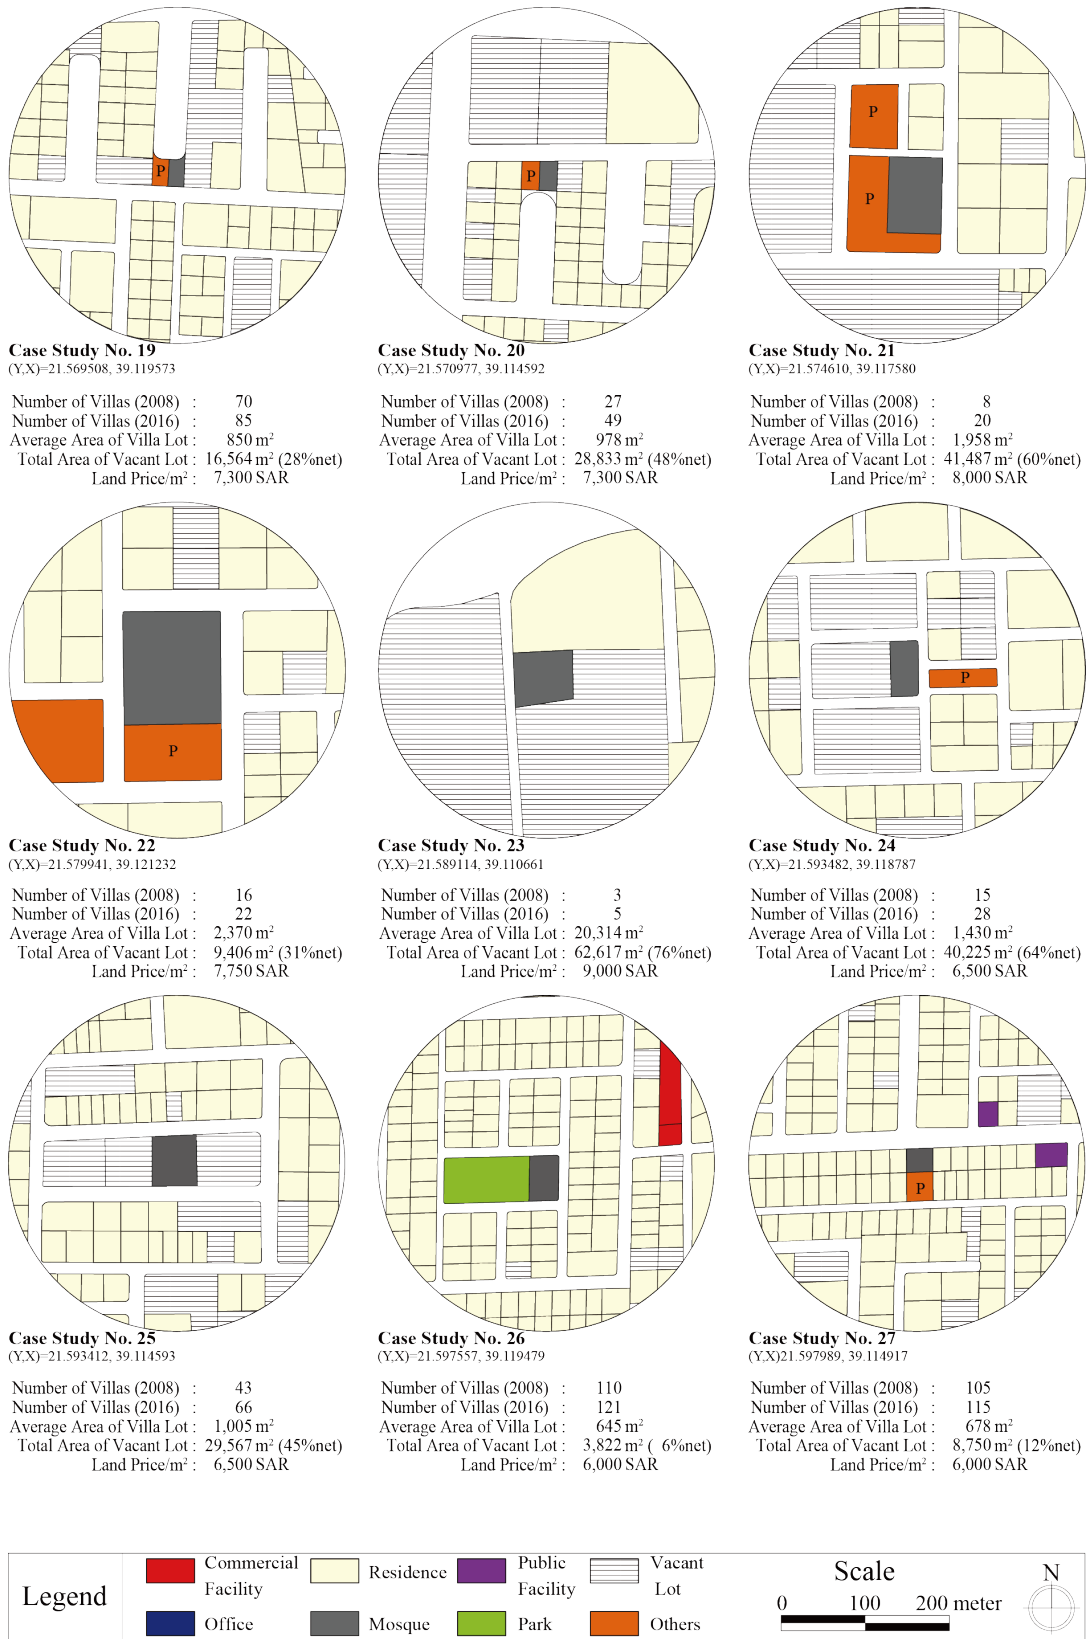 P
P
P
P
Case Study No. 19
(Y,X)=21.569508, 39.119573
Number of Villas (2008) : 70
Number of Villas (2016) : 85
Average Area of Villa Lot : 850 m²
Total Area of Vacant Lot : 16,564 m² (28%net)
Land Price/m² : 7,300 SAR
Case Study No. 20
(Y,X)=21.570977, 39.114592
Number of Villas (2008) : 27
Number of Villas (2016) : 49
Average Area of Villa Lot : 978 m²
Total Area of Vacant Lot : 28,833 m² (48%net)
Land Price/m² : 7,300 SAR
Case Study No. 21
(Y,X)=21.574610, 39.117580
Number of Villas (2008) : 8
Number of Villas (2016) : 20
Average Area of Villa Lot : 1,958 m²
Total Area of Vacant Lot : 41,487 m² (60%net)
Land Price/m² : 8,000 SAR
P
P
Case Study No. 22
(Y,X)=21.579941, 39.121232
Number of Villas (2008) : 16
Number of Villas (2016) : 22
Average Area of Villa Lot : 2,370 m²
Total Area of Vacant Lot : 9,406 m² (31%net)
Land Price/m² : 7,750 SAR
Case Study No. 23
(Y,X)=21.589114, 39.110661
Number of Villas (2008) : 3
Number of Villas (2016) : 5
Average Area of Villa Lot : 20,314 m²
Total Area of Vacant Lot : 62,617 m² (76%net)
Land Price/m² : 9,000 SAR
Case Study No. 24
(Y,X)=21.593482, 39.118787
Number of Villas (2008) : 15
Number of Villas (2016) : 28
Average Area of Villa Lot : 1,430 m²
Total Area of Vacant Lot : 40,225 m² (64%net)
Land Price/m² : 6,500 SAR
P
Case Study No. 25
(Y,X)=21.593412, 39.114593
Number of Villas (2008) : 43
Number of Villas (2016) : 66
Average Area of Villa Lot : 1,005 m²
Total Area of Vacant Lot : 29,567 m² (45%net)
Land Price/m² : 6,500 SAR
Case Study No. 26
(Y,X)=21.597557, 39.119479
Number of Villas (2008) : 110
Number of Villas (2016) : 121
Average Area of Villa Lot : 645 m²
Total Area of Vacant Lot : 3,822 m² ( 6%net)
Land Price/m² : 6,000 SAR
Case Study No. 27
(Y,X)21.597989, 39.114917
Number of Villas (2008) : 105
Number of Villas (2016) : 115
Average Area of Villa Lot : 678 m²
Total Area of Vacant Lot : 8,750 m² (12%net)
Land Price/m² : 6,000 SAR
Legend
Commercial
Facility
Residence
Public
Facility
Vacant
Lot
Office
Mosque
Park
Others
Scale
0 100 200 meter
N